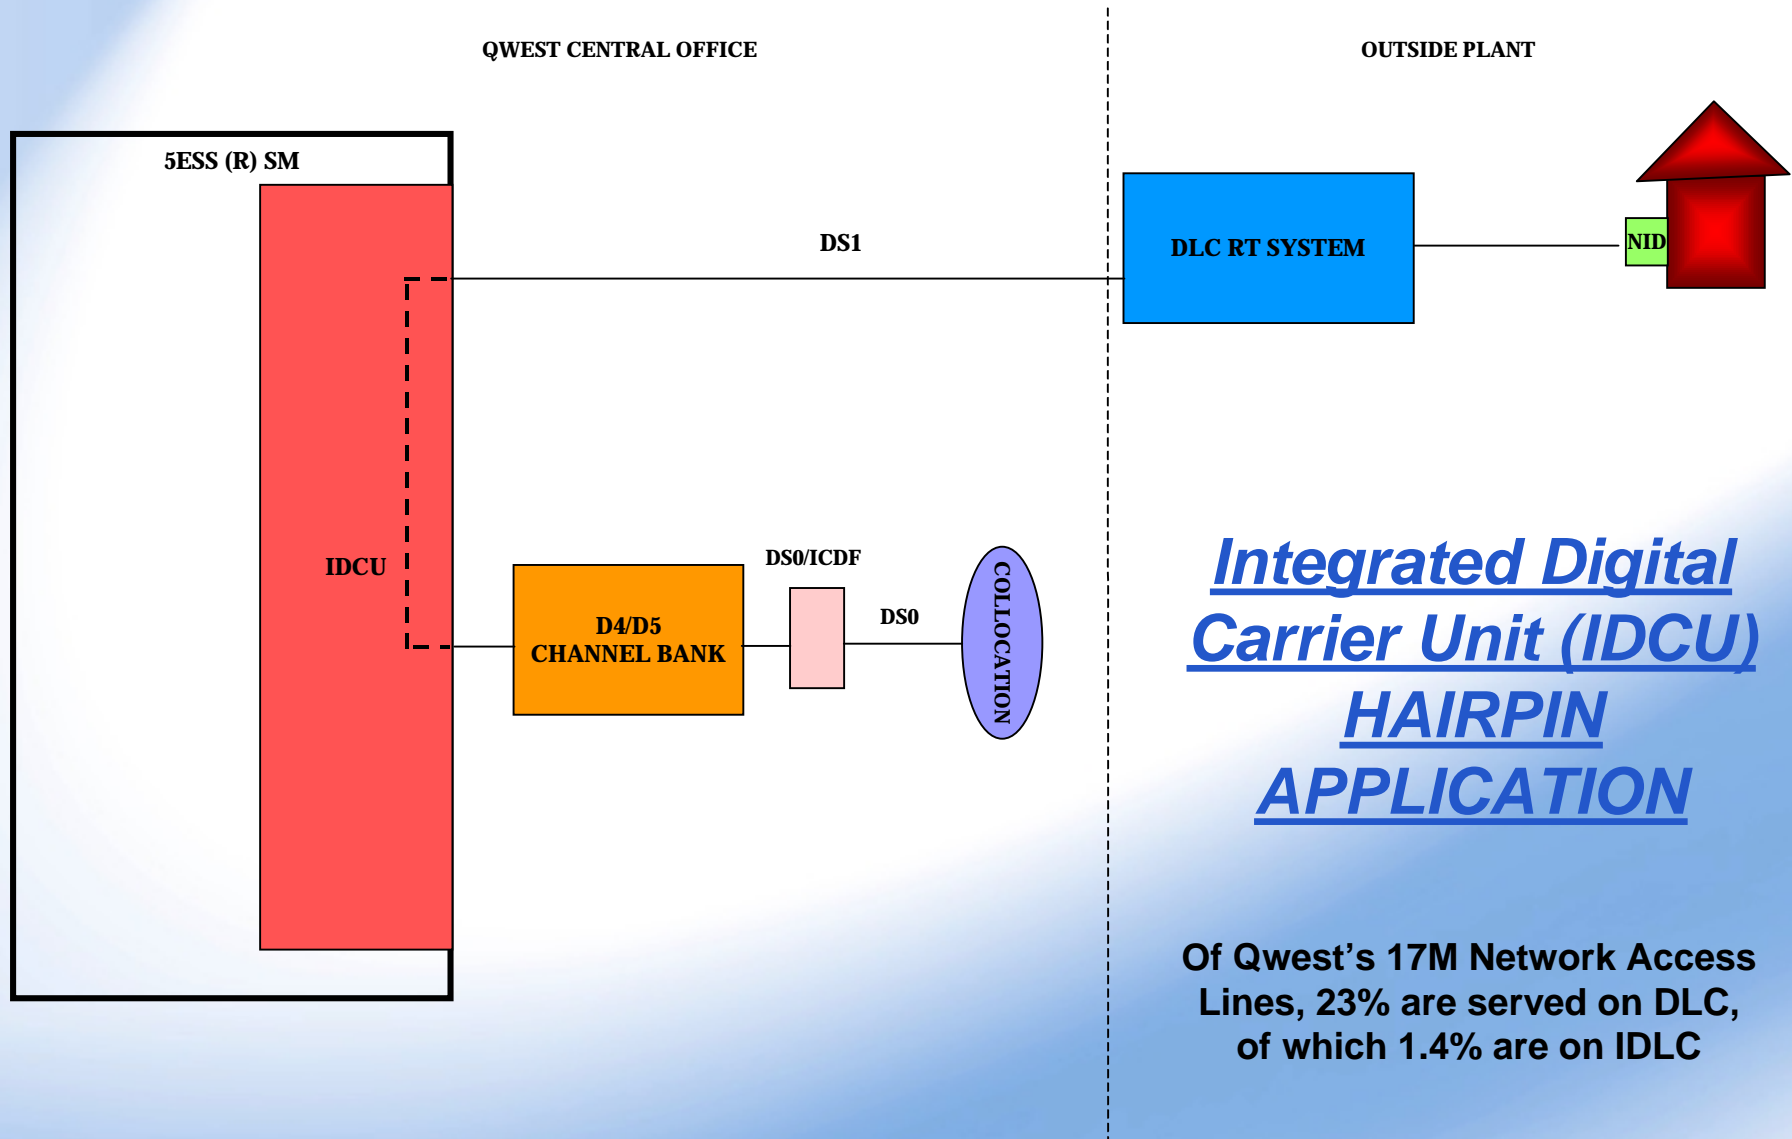 QWEST CENTRAL OFFICE
OUTSIDE PLANT
5ESS (R) SM
DS1
DLC RT SYSTEM
NID
IDCU
D4/D5
CHANNEL BANK
DS0/ICDF
DS0
COLLOCATION
Integrated Digital
Carrier Unit (IDCU)
HAIRPIN
APPLICATION
Of Qwest’s 17M Network Access
Lines, 23% are served on DLC,
of which 1.4% are on IDLC